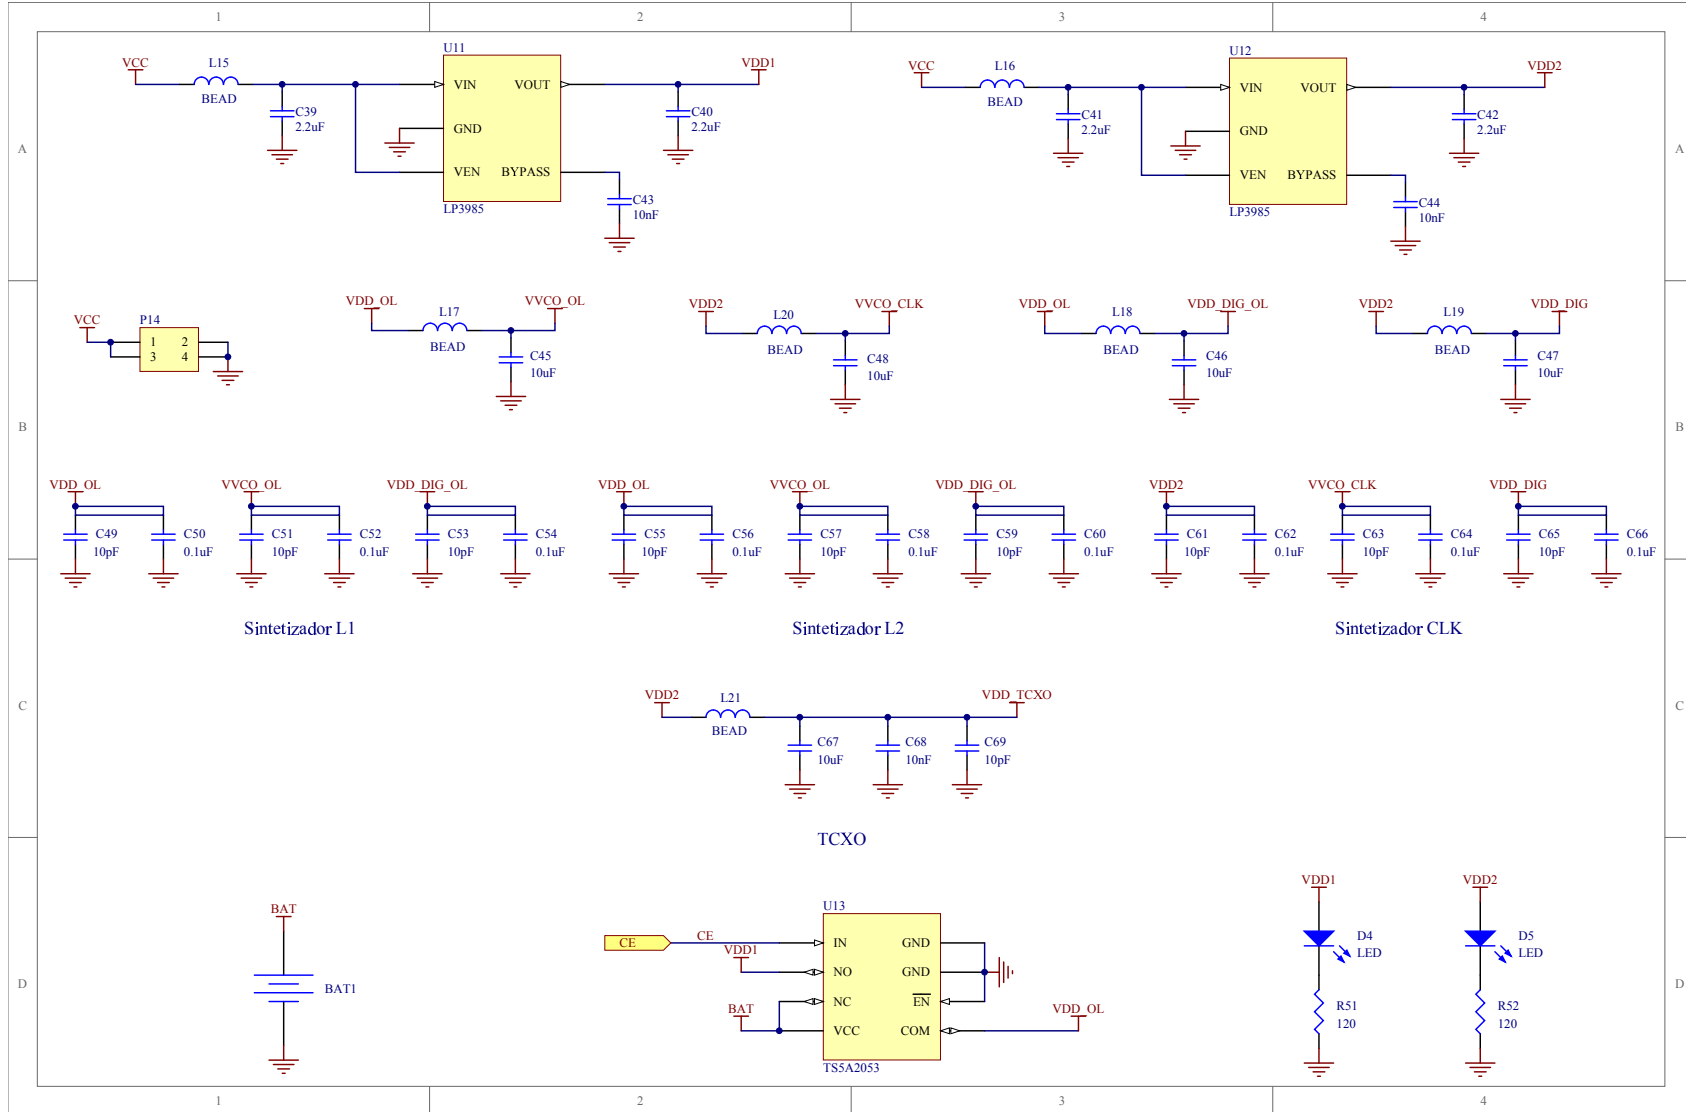 1 2 3 4
A A
B B
C C
D D
1 2 3 4
VCC
L15
BEAD
C39
2.2uF
U11
VIN VOUT
GND
VEN BYPASS
LP3985
VDD1
C40
2.2uF
C43
10nF
VCC
L16
BEAD
C41
2.2uF
U12
VIN VOUT
GND
VEN BYPASS
LP3985
VDD2
C42
2.2uF
C44
10nF
VCC
P14
1 2
3 4
VDD_OL
L17
BEAD
VVCO_OL
C45
10uF
VDD2
L20
BEAD
VVCO_CLK
C48
10uF
VDD_OL
L18
BEAD
VDD_DIG_OL
C46
10uF
VDD2
L19
BEAD
VDD_DIG
C47
10uF
VDD_OL
C49
10pF
C50
0.1uF
VVCO_OL
C51
10pF
C52
0.1uF
VDD_DIG_OL
C53
10pF
C54
0.1uF
Sintetizador L1
VDD_OL
C55
10pF
C56
0.1uF
VVCO_OL
C57
10pF
C58
0.1uF
VDD_DIG_OL
C59
10pF
C60
0.1uF
Sintetizador L2
VDD2
C61
10pF
C62
0.1uF
VVCO_CLK
C63
10pF
C64
0.1uF
VDD_DIG
C65
10pF
C66
0.1uF
Sintetizador CLK
VDD2
L21
BEAD
VDD_TCXO
C67
10uF
C68
10nF
C69
10pF
TCXO
BAT
BAT1
CE
CE
VDD1
BAT
U13
IN GND
NO GND
NC EN
VCC COM
TS5A2053
VDD_OL
VDD1
D4
LED
R51
120
VDD2
D5
LED
R52
120